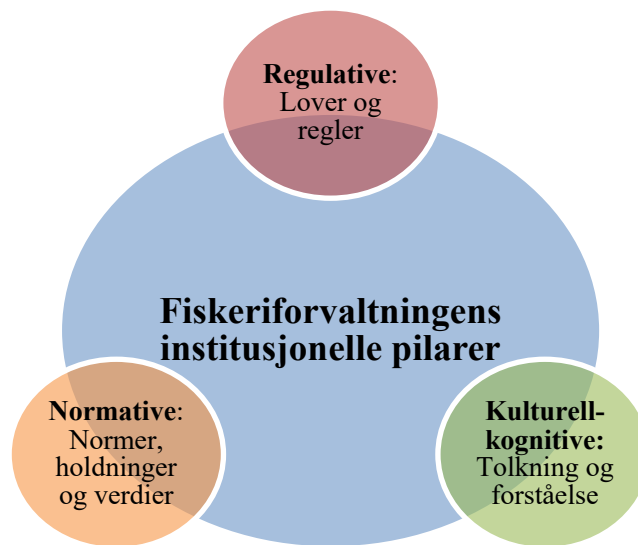 Regulative:
Lover og
regler
Fiskeriforvaltningens
institusjonelle pilarer
Normative:
Normer,
holdninger
og verdier
Kulturell-
kognitive:
Tolkning og
forståelse